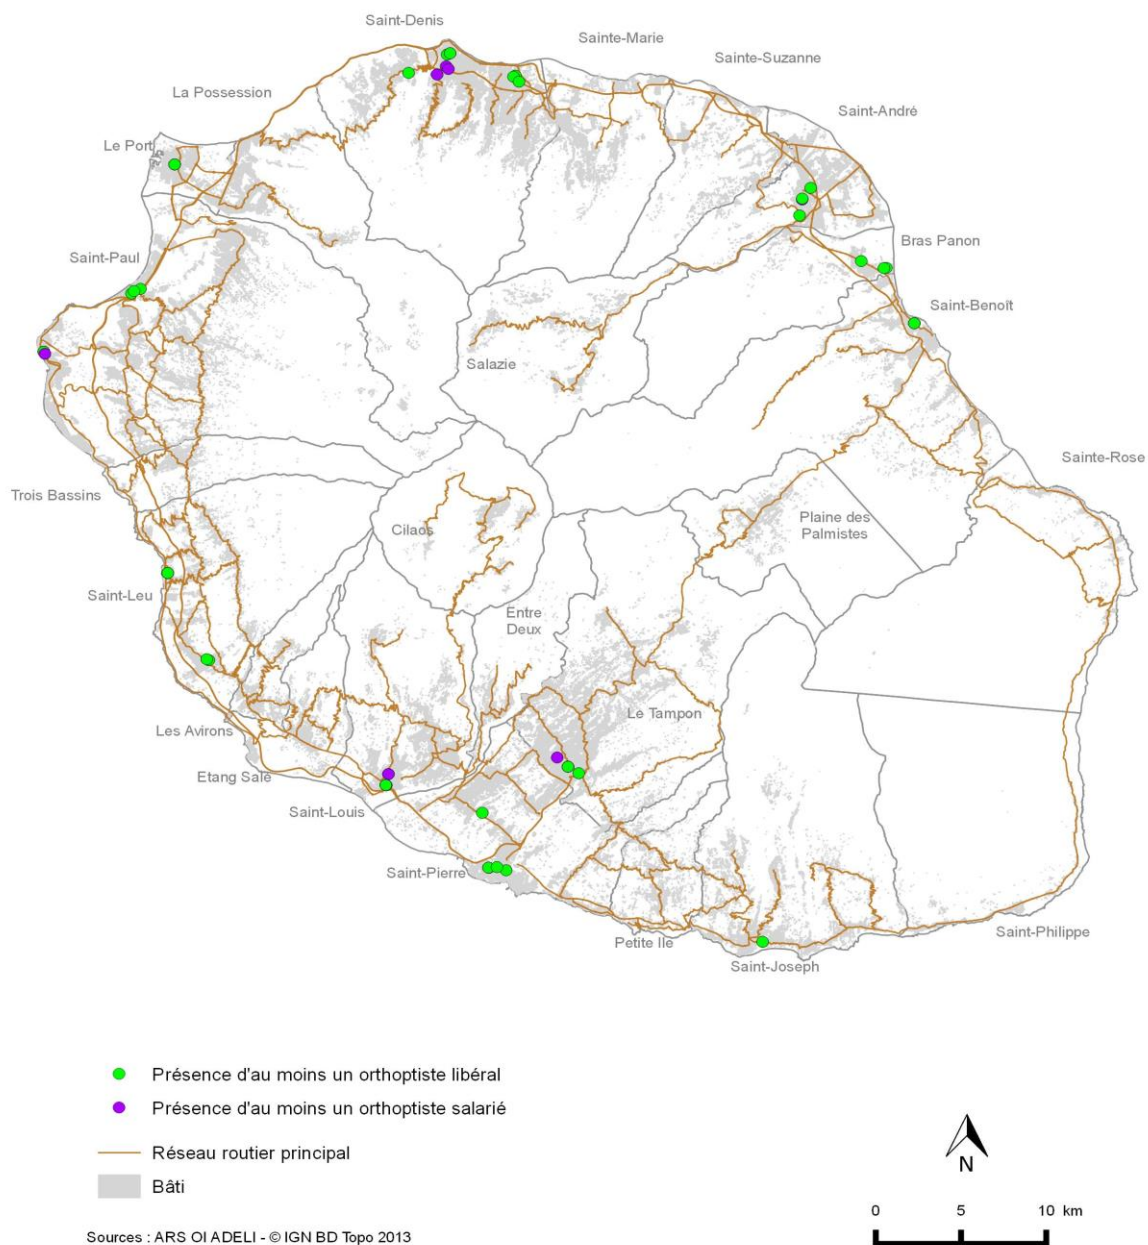 Saint-Denis
Sainte-Marie
Sainte-Suzanne
La Possession
Saint-André
Le Port
Saint-Paul
Bras Panon
Saint-Benoît
Salazie
Sainte-Rose
Trois Bassins
Cilaos
Plaine des
Palmistes
Saint-Leu
Entre
Deux
Le Tampon
Les Avirons
Etang Salé
Saint-Louis
Saint-Pierre
Petite Ile
Saint-Philippe
Saint-Joseph
Présence d'au moins un orthoptiste libéral
Présence d'au moins un orthoptiste salarié
Réseau routier principal
Bâti
N
0 5 10 km
Sources : ARS OI ADELI - © IGN BD Topo 2013